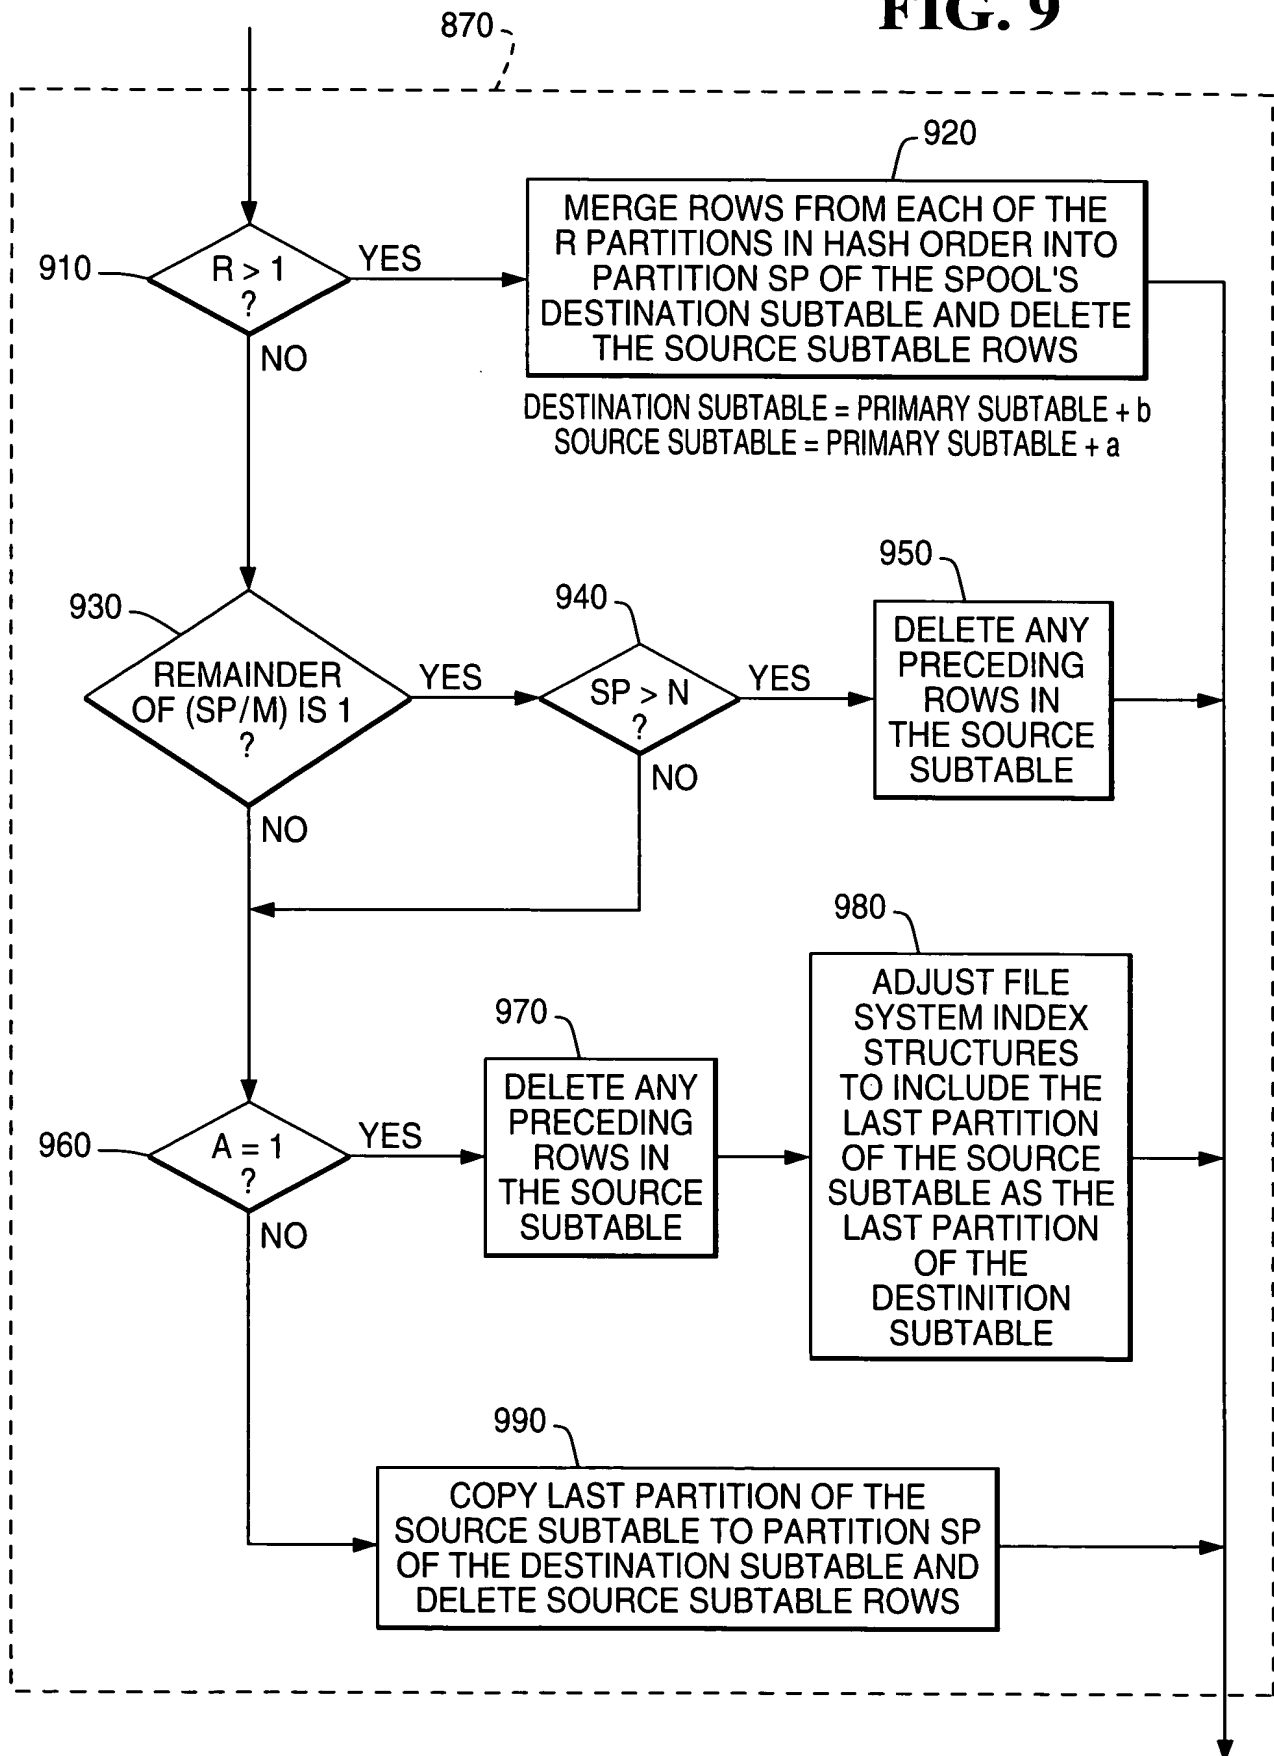 FIG. 9
870
920
MERGE ROWS FROM EACH OF THE
R PARTITIONS IN HASH ORDER INTO
PARTITION SP OF THE SPOOL'S
DESTINATION SUBTABLE AND DELETE
THE SOURCE SUBTABLE ROWS
910
R > 1
?
YES
NO
DESTINATION SUBTABLE = PRIMARY SUBTABLE + b
SOURCE SUBTABLE = PRIMARY SUBTABLE + a
930
REMAINDER
OF (SP/M) IS 1
?
YES
NO
940
SP > N
?
YES
NO
950
DELETE ANY
PRECEDING
ROWS IN
THE SOURCE
SUBTABLE
960
A = 1
?
YES
NO
970
DELETE ANY
PRECEDING
ROWS IN
THE SOURCE
SUBTABLE
980
ADJUST FILE
SYSTEM INDEX
STRUCTURES
TO INCLUDE THE
LAST PARTITION
OF THE SOURCE
SUBTABLE AS THE
LAST PARTITION
OF THE
DESTINITION
SUBTABLE
990
COPY LAST PARTITION OF THE
SOURCE SUBTABLE TO PARTITION SP
OF THE DESTINATION SUBTABLE AND
DELETE SOURCE SUBTABLE ROWS